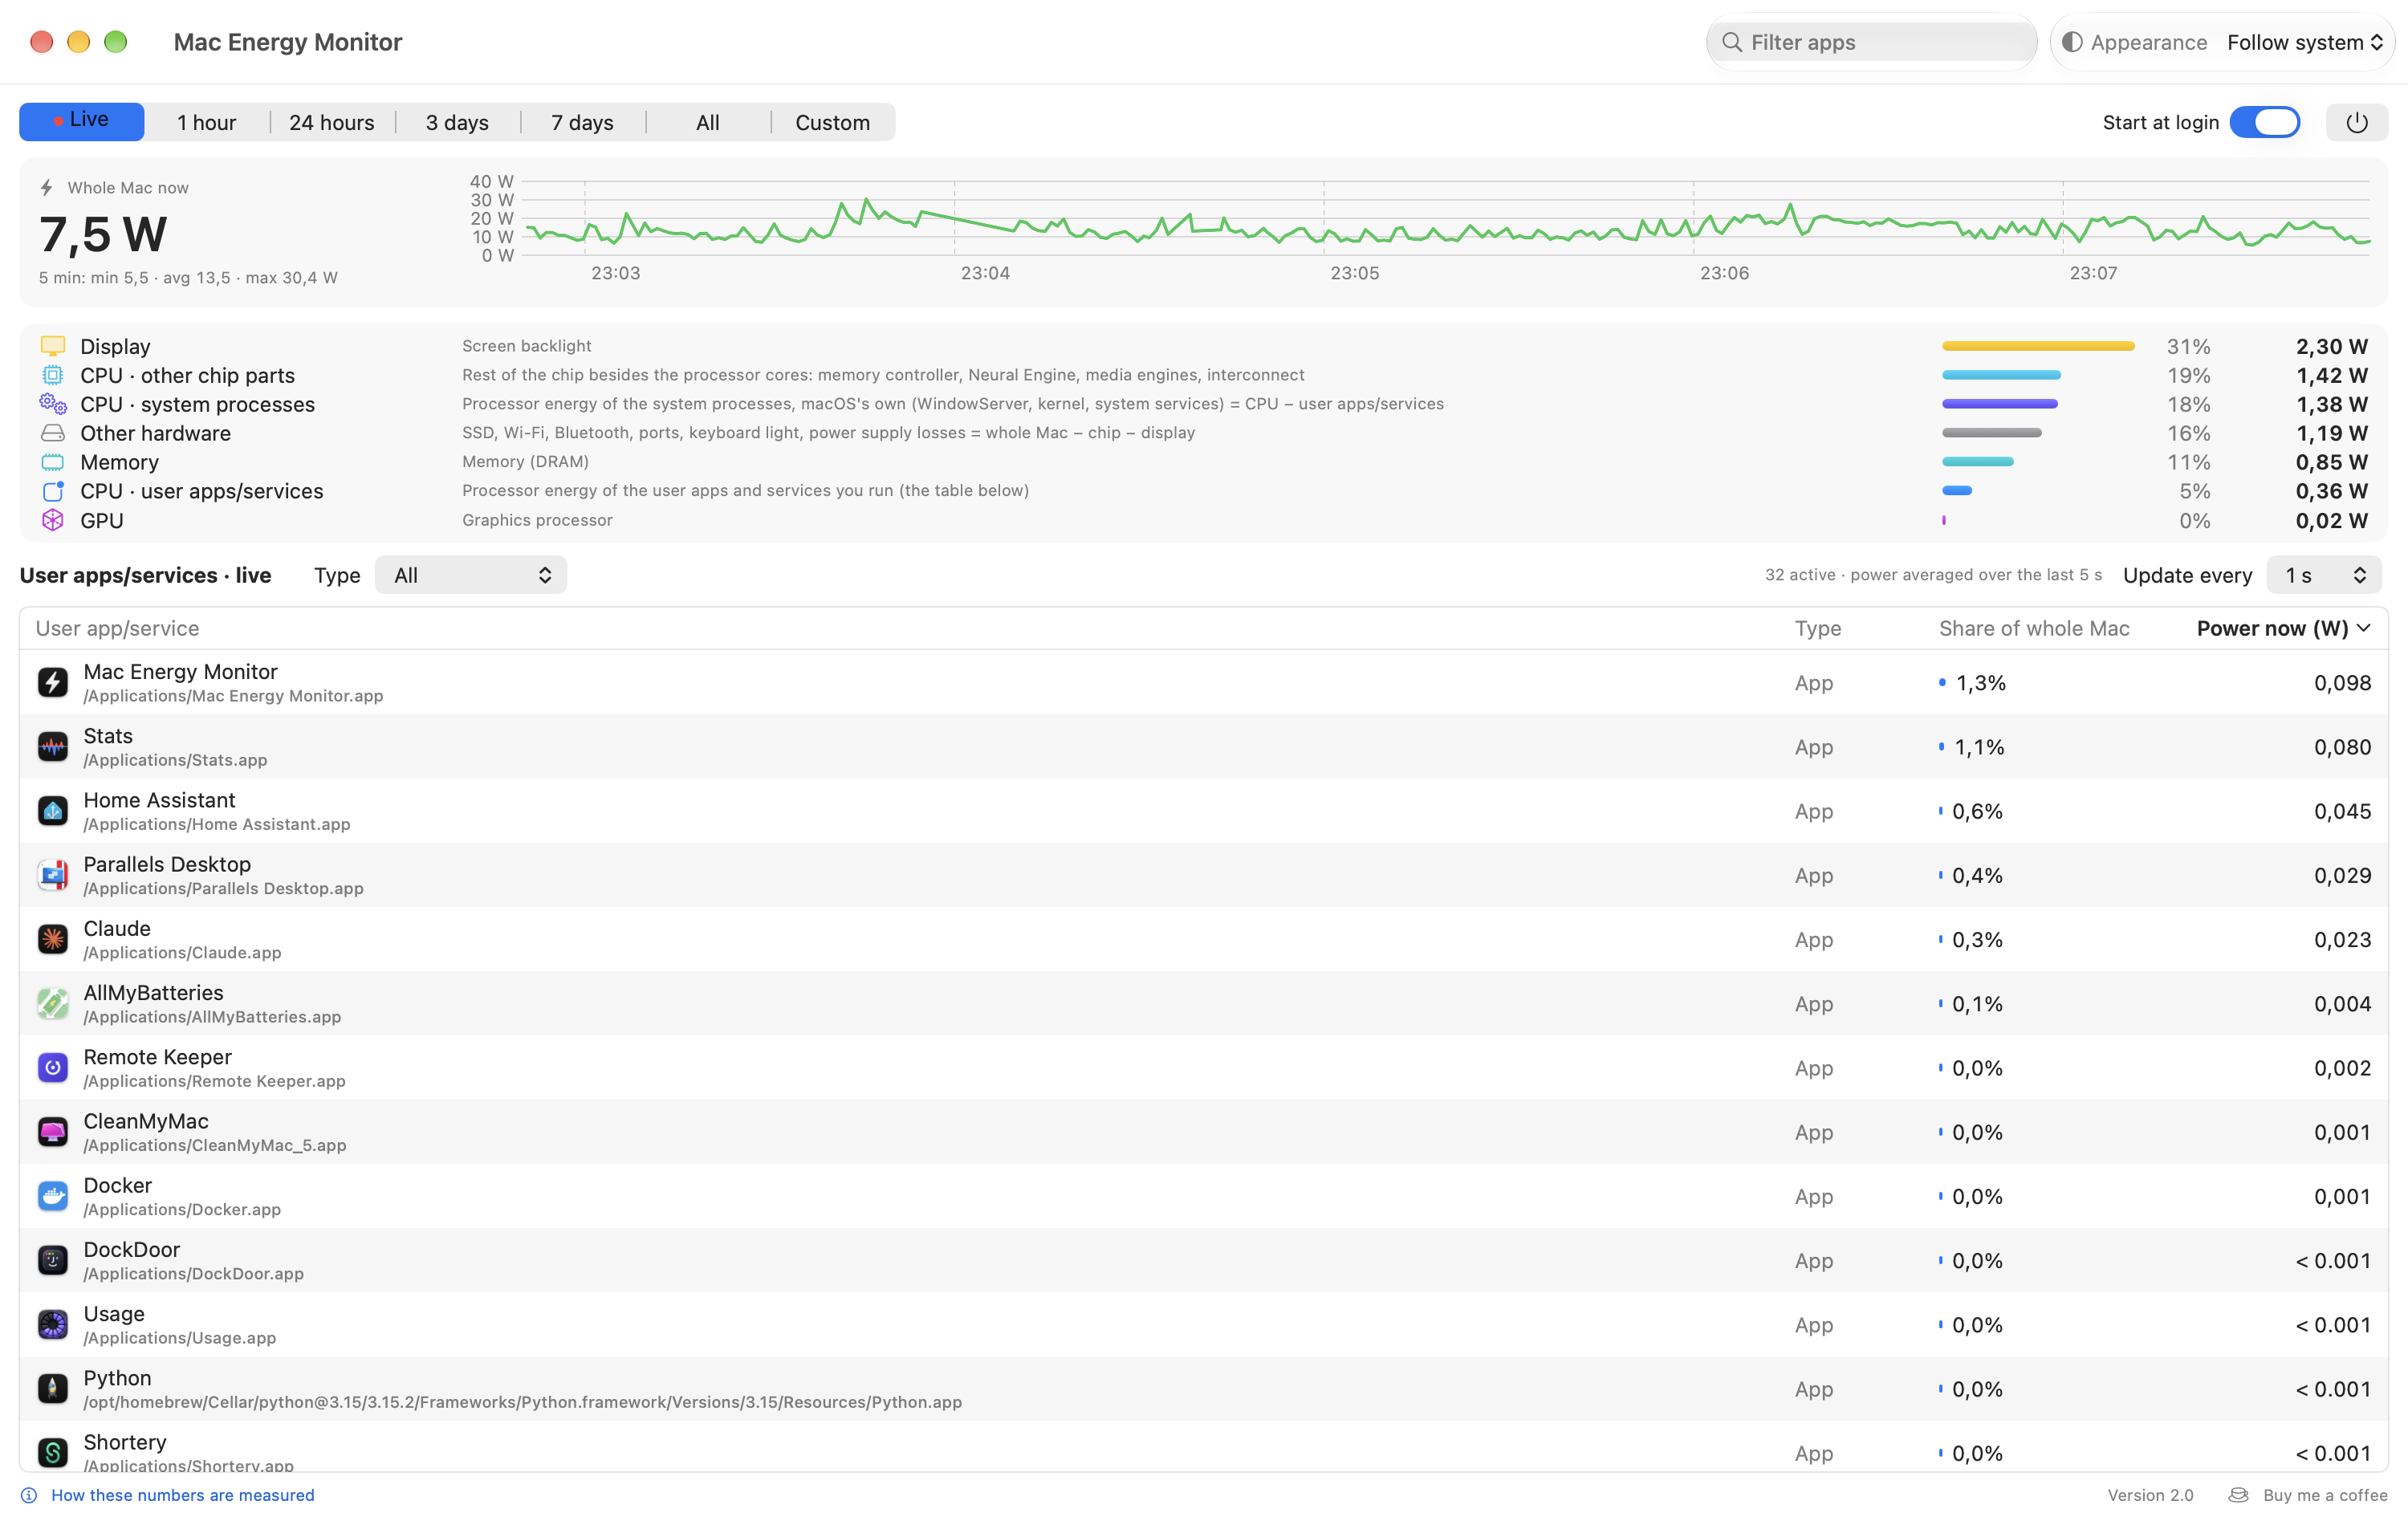 Mac Energy Monitor
Filter apps
Appearance Follow system
Live 1 hour 24 hours 3 days 7 days All Custom
Start at login
Whole Mac now
7,5 W
5 min: min 5,5 · avg 13,5 · max 30,4 W
40 W
30 W
20 W
10 W
0 W
23:03 23:04 23:05 23:06 23:07
Display Screen backlight 31% 2,30 W
CPU · other chip parts Rest of the chip besides the processor cores: memory controller, Neural Engine, media engines, interconnect 19% 1,42 W
CPU · system processes Processor energy of the system processes, macOS's own (WindowServer, kernel, system services) = CPU – user apps/services 18% 1,38 W
Other hardware SSD, Wi-Fi, Bluetooth, ports, keyboard light, power supply losses = whole Mac – chip – display 16% 1,19 W
Memory Memory (DRAM) 11% 0,85 W
CPU · user apps/services Processor energy of the user apps and services you run (the table below) 5% 0,36 W
GPU Graphics processor 0% 0,02 W
User apps/services · live Type All 32 active · power averaged over the last 5 s Update every 1 s
User app/service Type Share of whole Mac Power now (W)
Mac Energy Monitor
/Applications/Mac Energy Monitor.app
App 1,3% 0,098
Stats
/Applications/Stats.app
App 1,1% 0,080
Home Assistant
/Applications/Home Assistant.app
App 0,6% 0,045
Parallels Desktop
/Applications/Parallels Desktop.app
App 0,4% 0,029
Claude
/Applications/Claude.app
App 0,3% 0,023
AllMyBatteries
/Applications/AllMyBatteries.app
App 0,1% 0,004
Remote Keeper
/Applications/Remote Keeper.app
App 0,0% 0,002
CleanMyMac
/Applications/CleanMyMac_5.app
App 0,0% 0,001
Docker
/Applications/Docker.app
App 0,0% 0,001
DockDoor
/Applications/DockDoor.app
App 0,0% < 0.001
Usage
/Applications/Usage.app
App 0,0% < 0.001
Python
/opt/homebrew/Cellar/python@3.15/3.15.2/Frameworks/Python.framework/Versions/3.15/Resources/Python.app
App 0,0% < 0.001
Shortery
/Applications/Shortery.app
App 0,0% < 0.001
How these numbers are measured
Version 2.0
Buy me a coffee